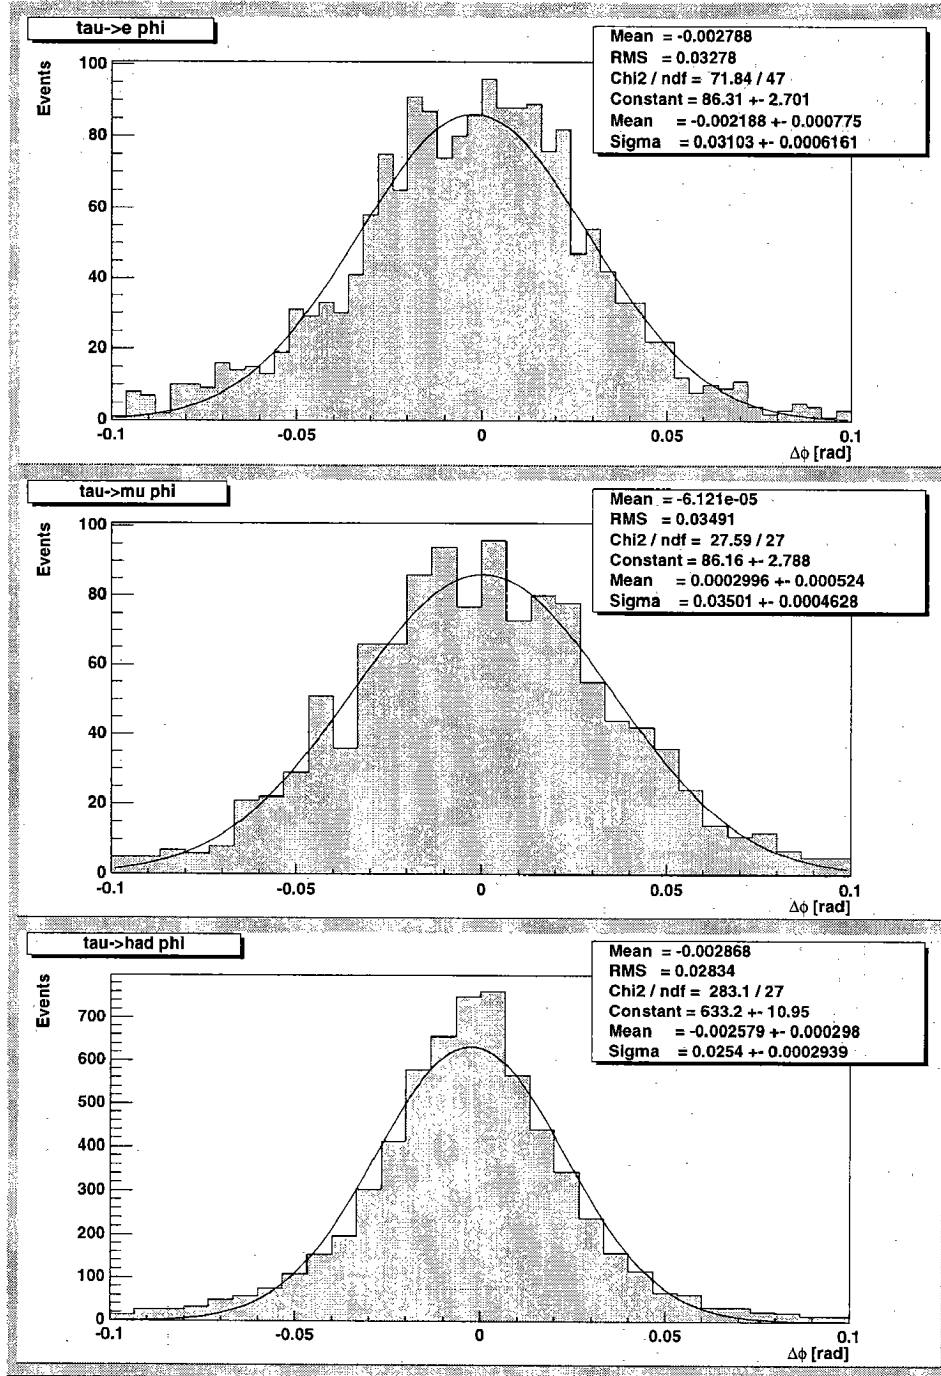 tau->e phi
Mean = -0.002788
RMS = 0.03278
Chi2 / ndf = 71.84 / 47
Constant = 86.31 +- 2.701
Mean = -0.002188 +- 0.000775
Sigma = 0.03103 +- 0.0006161
Events
100
80
60
40
20
0
-0.1 -0.05 0 0.05 0.1
Δϕ [rad]
tau->mu phi
Mean = -6.121e-05
RMS = 0.03491
Chi2 / ndf = 27.59 / 27
Constant = 86.16 +- 2.788
Mean = 0.0002996 +- 0.000524
Sigma = 0.03501 +- 0.0004628
Events
100
80
60
40
20
0
-0.1 -0.05 0 0.05 0.1
Δϕ [rad]
tau->had phi
Mean = -0.002868
RMS = 0.02834
Chi2 / ndf = 283.1 / 27
Constant = 633.2 +- 10.95
Mean = -0.002579 +- 0.000298
Sigma = 0.0254 +- 0.0002939
Events
700
600
500
400
300
200
100
0
-0.1 -0.05 0 0.05 0.1
Δϕ [rad]